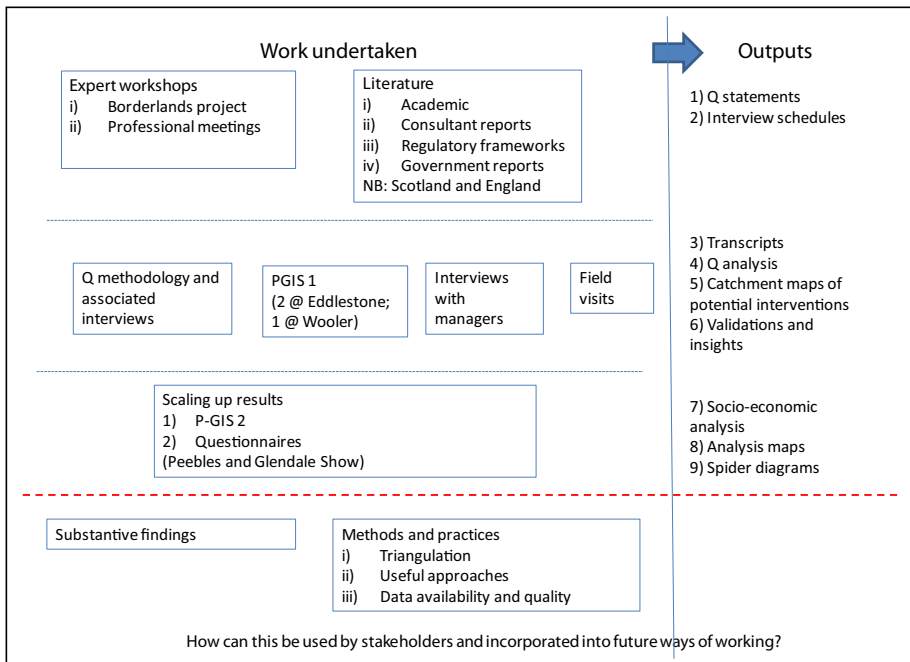 Work undertaken
Outputs
Expert workshops
i) Borderlands project
ii) Professional meetings
Literature
i) Academic
ii) Consultant reports
iii) Regulatory frameworks
iv) Government reports
NB: Scotland and England
1) Q statements
2) Interview schedules
Q methodology and
associated
interviews
PGIS 1
(2 @ Eddlestone;
1 @ Wooler)
Interviews
with
managers
Field
visits
3) Transcripts
4) Q analysis
5) Catchment maps of
potential interventions
6) Validations and
insights
Scaling up results
1) P-GIS 2
2) Questionnaires
(Peebles and Glendale Show)
7) Socio-economic
analysis
8) Analysis maps
9) Spider diagrams
Substantive findings
Methods and practices
i) Triangulation
ii) Useful approaches
iii) Data availability and quality
How can this be used by stakeholders and incorporated into future ways of working?